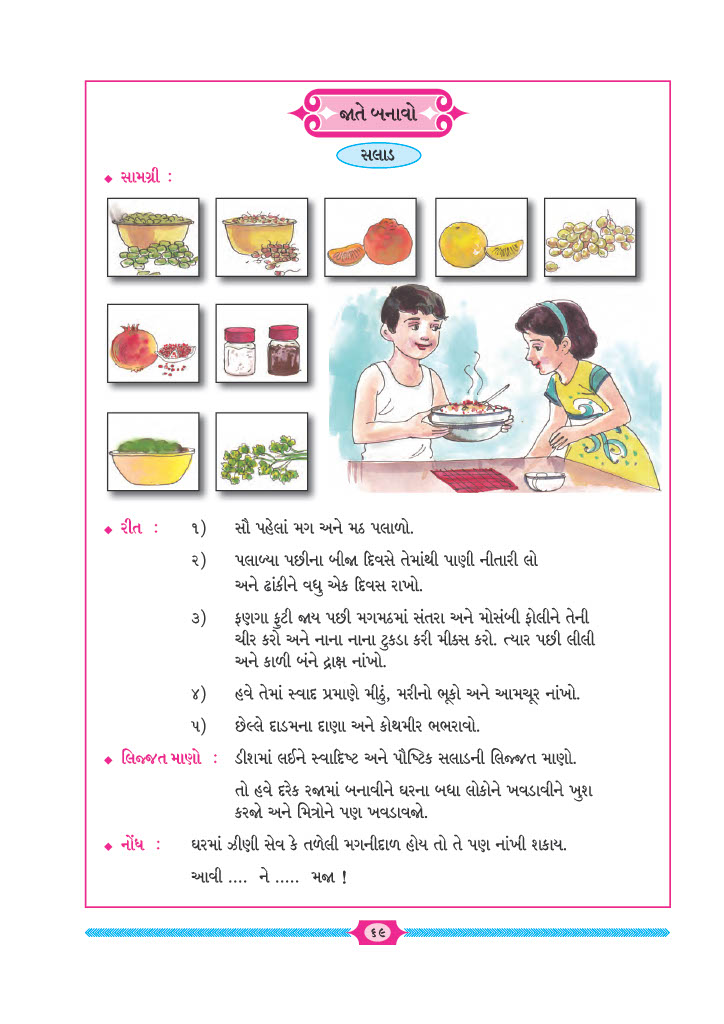 જાતે બનાવો
સલાડ
◆ સામગ્રી :
◆ રીત : ૧) સૌ પહેલાં મગ અને મઠ પલાળો.
૨) પલાળ્યા પછીના બીજા દિવસે તેમાંથી પાણી નીતારી લો
અને ઢાંકીને વધુ એક દિવસ રાખો.
૩) ફણગા ફુટી જાય પછી મગમઠમાં સંતરા અને મોસંબી ફોલીને તેની
ચીર કરો અને નાના નાના ટુકડા કરી મીક્સ કરો. ત્યાર પછી લીલી
અને કાળી બંને દ્રાક્ષ નાંખો.
૪) હવે તેમાં સ્વાદ પ્રમાણે મીઠું, મરીનો ભૂકો અને આમચૂર નાંખો.
૫) છેલ્લે દાડમના દાણા અને કોથમીર ભભરાવો.
◆ લિજ્જત માણો : ડીશમાં લઈને સ્વાદિષ્ટ અને પૌષ્ટિક સલાડની લિજ્જત માણો.
તો હવે દરેક રજામાં બનાવીને ઘરના બધા લોકોને ખવડાવીને ખુશ
કરજો અને મિત્રોને પણ ખવડાવજો.
◆ નોંધ : ઘરમાં ઝીણી સેવ કે તળેલી મગનીદાળ હોય તો તે પણ નાંખી શકાય.
આવી .... ને ..... મજા !
૬૯